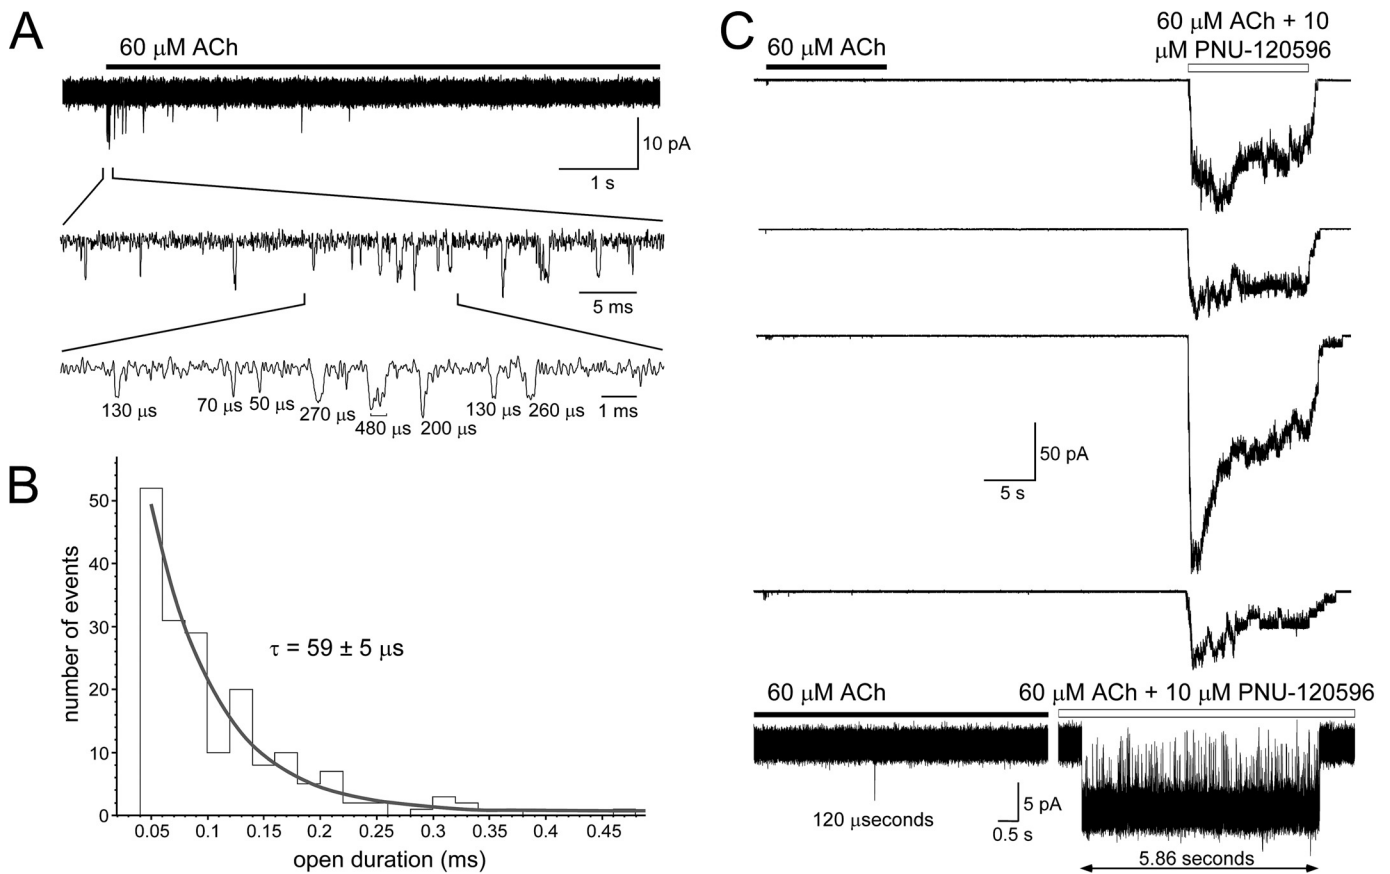 A
60 μM ACh
10 pA
1 s
5 ms
130 μs
70 μs
50 μs
270 μs
480 μs
200 μs
130 μs
260 μs
1 ms
B
number of events
50
40
30
20
10
0
τ = 59 ± 5 μs
0.05
0.1
0.15
0.2
0.25
0.3
0.35
0.4
0.45
open duration (ms)
C
60 μM ACh
60 μM ACh + 10
μM PNU-120596
50 pA
5 s
60 μM ACh
60 μM ACh + 10 μM PNU-120596
120 μseconds
5 pA
0.5 s
5.86 seconds